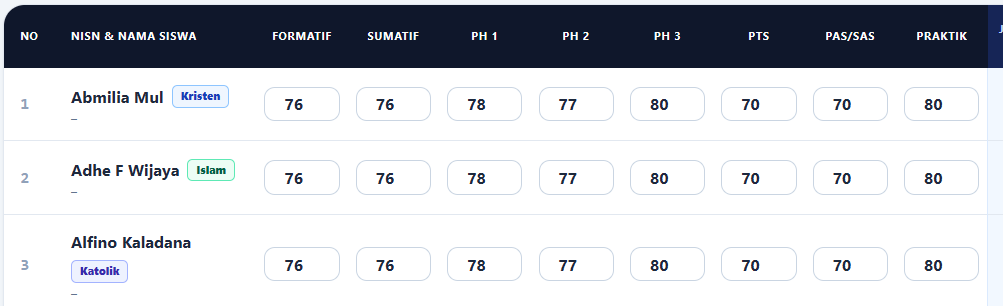 NO NISN & NAMA SISWA FORMATIF SUMATIF PH 1 PH 2 PH 3 PTS PAS/SAS PRAKTIK
1 Abmilia Mul Kristen 76 76 78 77 80 70 70 80
–
2 Adhe F Wijaya Islam 76 76 78 77 80 70 70 80
–
Alfino Kaladana
3 76 76 78 77 80 70 70 80
Katolik
–